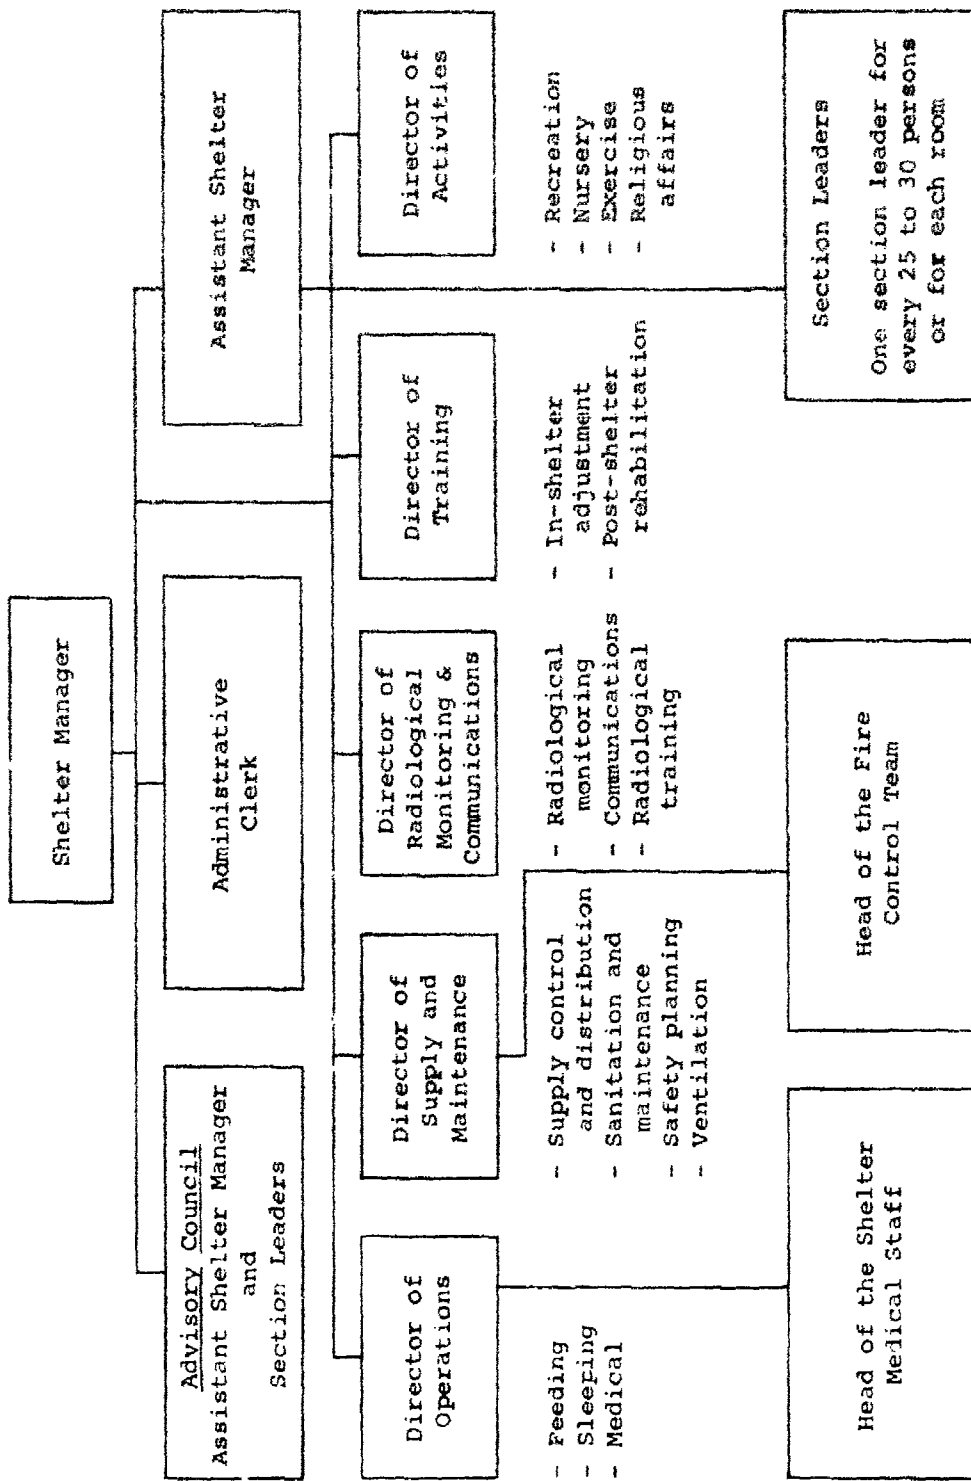 Shelter Manager
Advisory Council
Assistant Shelter Manager
and
Section Leaders
Administrative
Clerk
Assistant Shelter
Manager
Director of
Operations
Director of
Supply and
Maintenance
Director of
Radiological
Monitoring &
Communications
Director of
Training
Director of
Activities
- Feeding
- Sleeping
- Medical
- Supply control
and distribution
- Sanitation and
maintenance
- Safety planning
- Ventilation
- Radiological
monitoring
- Communications
- Radiological
training
- In-shelter
adjustment
- Post-shelter
rehabilitation
- Recreation
- Nursery
- Exercise
- Religious
affairs
Head of the Shelter
Medical Staff
Head of the Fire
Control Team
Section Leaders
One section leader for
every 25 to 30 persons
or for each room